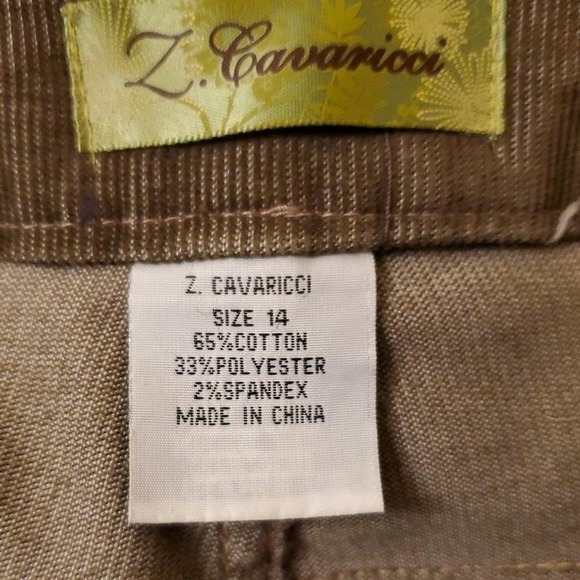 Z. Cavaricci
Z. CAVARICCI
SIZE 14
65%COTTON
33%POLYESTER
2%SPANDEX
MADE IN CHINA